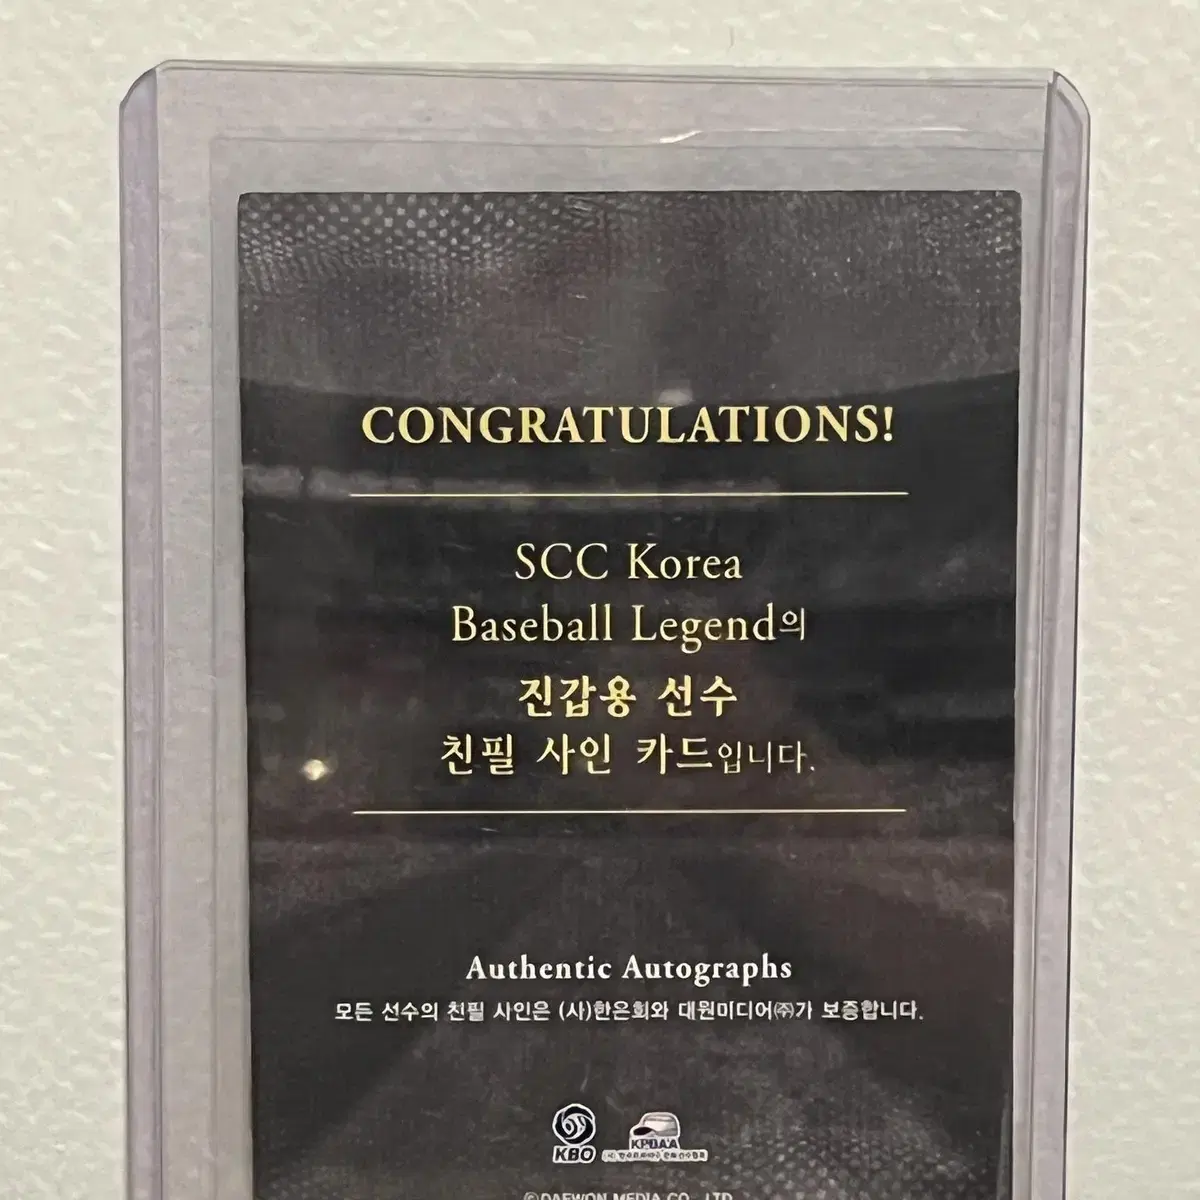 CONGRATULATIONS!
SCC Korea
Baseball Legend의
진갑용 선수
친필 사인 카드입니다.
Authentic Autographs
모든 선수의 친필 사인은 (사)한은회와 대원미디어㈜가 보증합니다.
KBO
©DAEWON MEDIA CO., LTD.